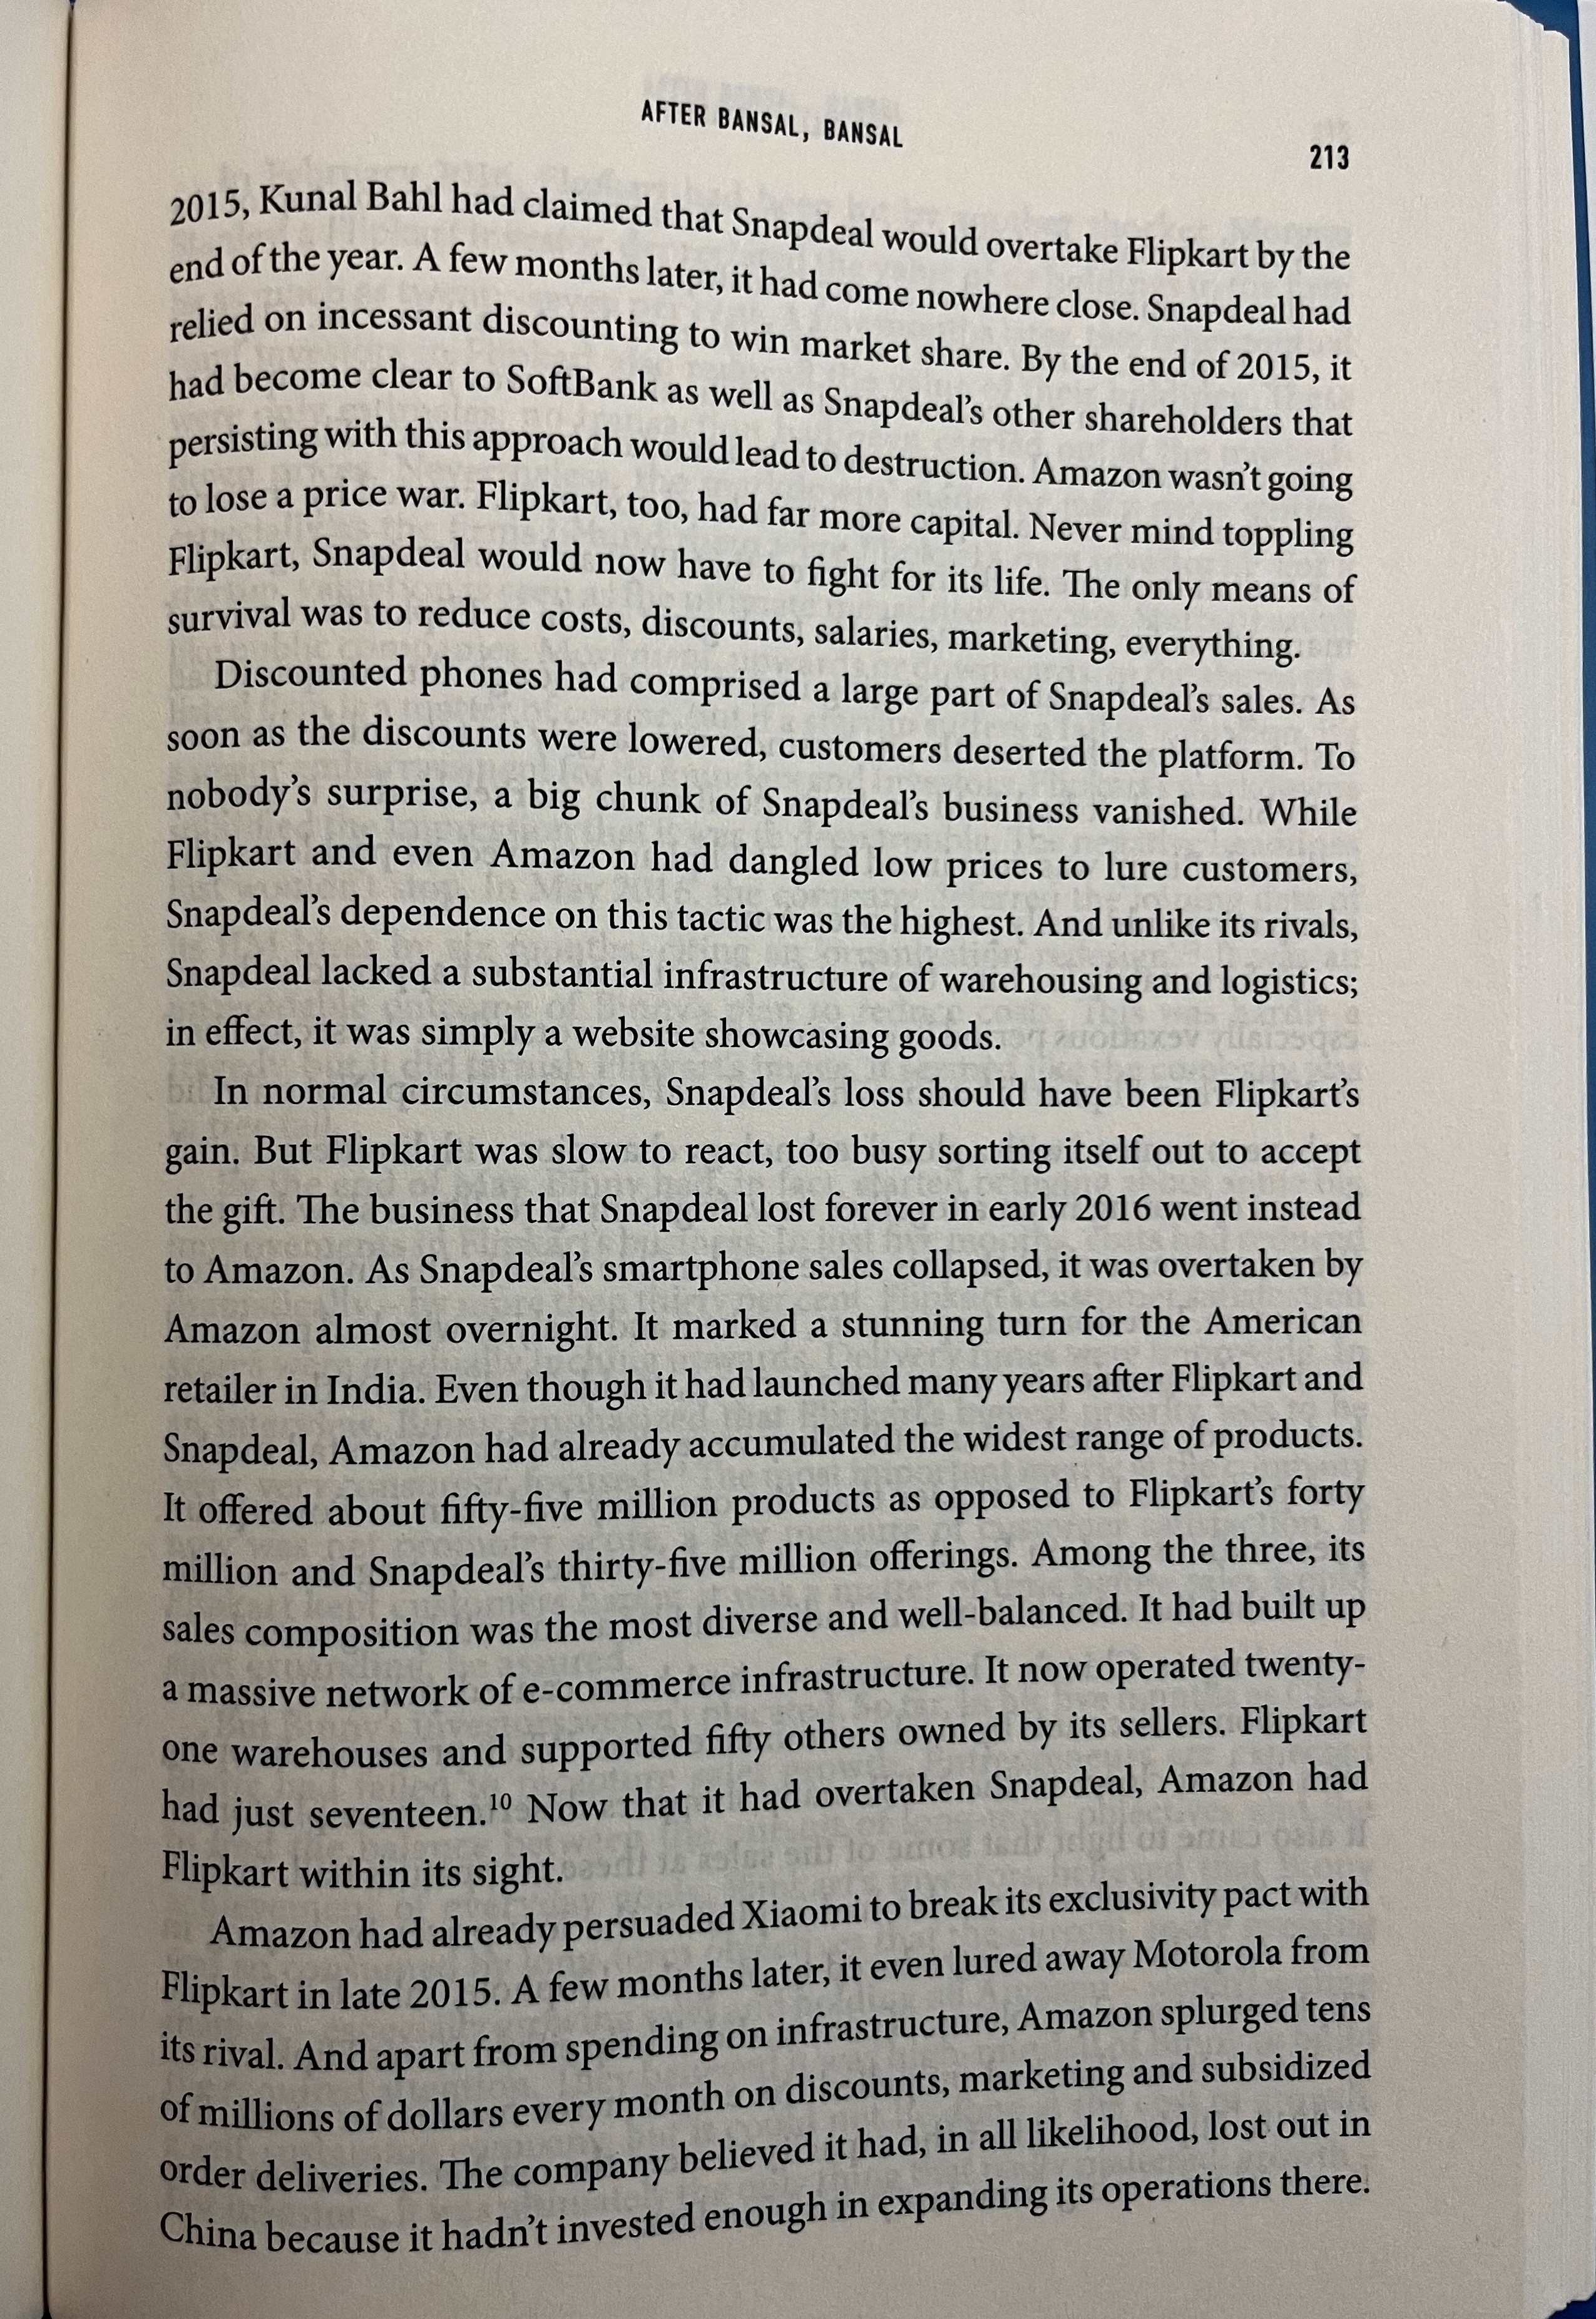 AFTER BANSAL, BANSAL
213
2015, Kunal Bahl had claimed that Snapdeal would overtake Flipkart by the
end of the year. A few months later, it had come nowhere close. Snapdeal had
relied on incessant discounting to win market share. By the end of 2015, it
had become clear to SoftBank as well as Snapdeal’s other shareholders that
persisting with this approach would lead to destruction. Amazon wasn’t going
to lose a price war. Flipkart, too, had far more capital. Never mind toppling
Flipkart, Snapdeal would now have to fight for its life. The only means of
survival was to reduce costs, discounts, salaries, marketing, everything.
Discounted phones had comprised a large part of Snapdeal’s sales. As
soon as the discounts were lowered, customers deserted the platform. To
nobody’s surprise, a big chunk of Snapdeal’s business vanished. While
Flipkart and even Amazon had dangled low prices to lure customers,
Snapdeal’s dependence on this tactic was the highest. And unlike its rivals,
Snapdeal lacked a substantial infrastructure of warehousing and logistics;
in effect, it was simply a website showcasing goods.
In normal circumstances, Snapdeal’s loss should have been Flipkart’s
gain. But Flipkart was slow to react, too busy sorting itself out to accept
the gift. The business that Snapdeal lost forever in early 2016 went instead
to Amazon. As Snapdeal’s smartphone sales collapsed, it was overtaken by
Amazon almost overnight. It marked a stunning turn for the American
retailer in India. Even though it had launched many years after Flipkart and
Snapdeal, Amazon had already accumulated the widest range of products.
It offered about fifty-five million products as opposed to Flipkart’s forty
million and Snapdeal’s thirty-five million offerings. Among the three, its
sales composition was the most diverse and well-balanced. It had built up
a massive network of e-commerce infrastructure. It now operated twenty-
one warehouses and supported fifty others owned by its sellers. Flipkart
had just seventeen.¹⁰ Now that it had overtaken Snapdeal, Amazon had
Flipkart within its sight.
Amazon had already persuaded Xiaomi to break its exclusivity pact with
Flipkart in late 2015. A few months later, it even lured away Motorola from
its rival. And apart from spending on infrastructure, Amazon splurged tens
of millions of dollars every month on discounts, marketing and subsidized
order deliveries. The company believed it had, in all likelihood, lost out in
China because it hadn’t invested enough in expanding its operations there.